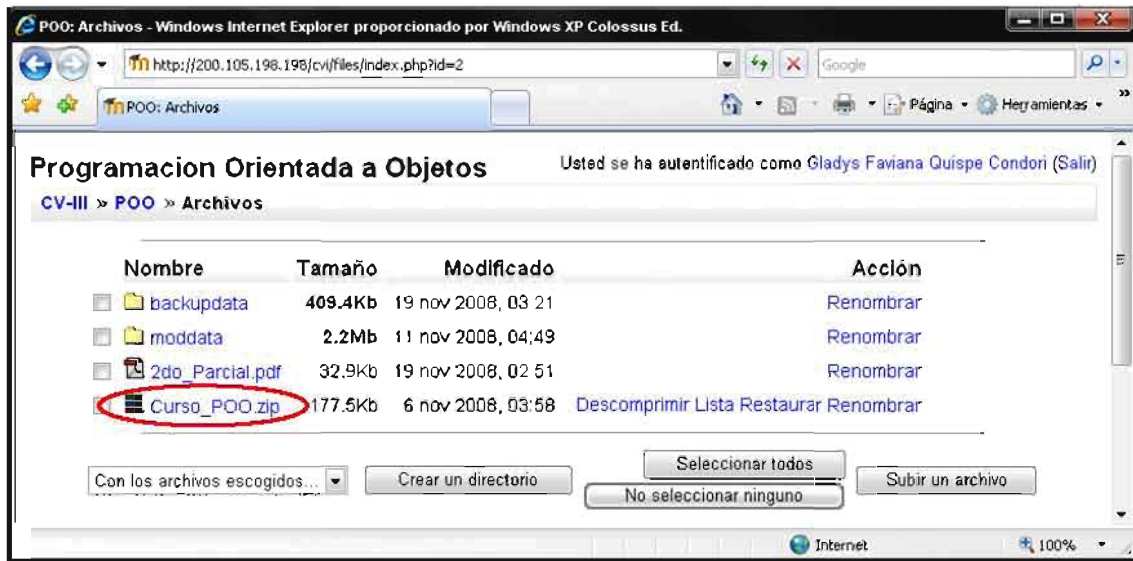 POO: Archivos - Windows Internet Explorer proporcionado por Windows XP Colossus Ed.
http://200.105.198.198/cvi/files/index.php?id=2
Google
POO: Archivos
Página
Herramientas
Programacion Orientada a Objetos
Usted se ha autentificado como Gladys Faviana Quispe Condori (Salir)
CV-III » POO » Archivos
Nombre Tamaño Modificado Acción
backupdata 409.4Kb 19 nov 2008, 03:21 Renombrar
moddata 2.2Mb 11 nov 2008, 04:49 Renombrar
2do_Parcial.pdf 32.9Kb 19 nov 2008, 02:51 Renombrar
Curso_POO.zip 177.5Kb 6 nov 2008, 03:58 Descomprimir Lista Restaurar Renombrar
Con los archivos escogidos...
Crear un directorio
Seleccionar todos
No seleccionar ninguno
Subir un archivo
Internet
100%